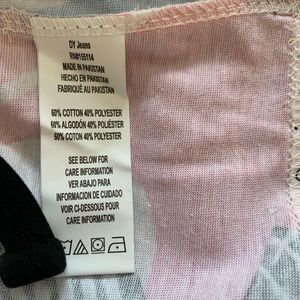 DY Jeans
RN#155114
MADE IN PAKISTAN
HECHO EN PAKISTAN
FABRIQUÉ AU PAKISTAN
60% COTTON 40% POLYESTER
60% ALGODÓN 40% POLIÉSTER
60% COTON 40% POLYESTER
SEE BELOW FOR
CARE INFORMATION
VER ABAJO PARA
INFORMACION DE CUIDADO
VOIR CI-DESSOUS POUR
CARE INFORMATION